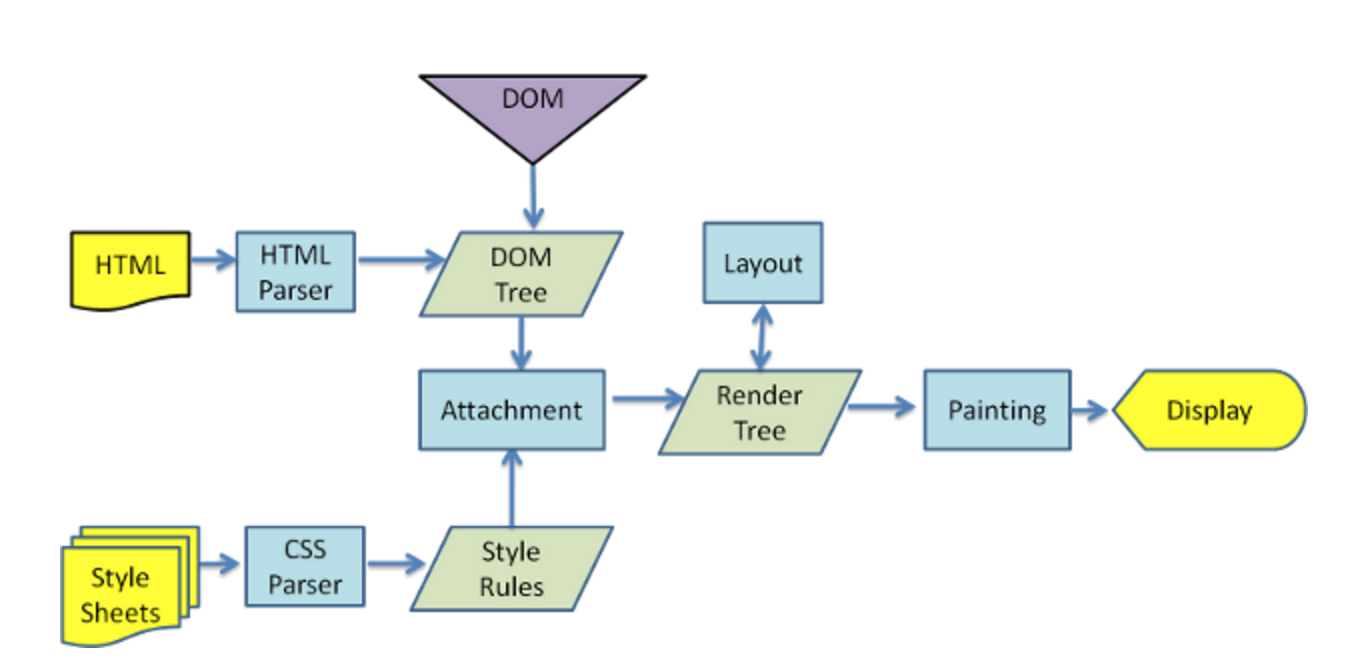 DOM
HTML
HTML
Parser
DOM
Tree
Layout
Attachment
Render
Tree
Painting
Display
Style
Sheets
CSS
Parser
Style
Rules